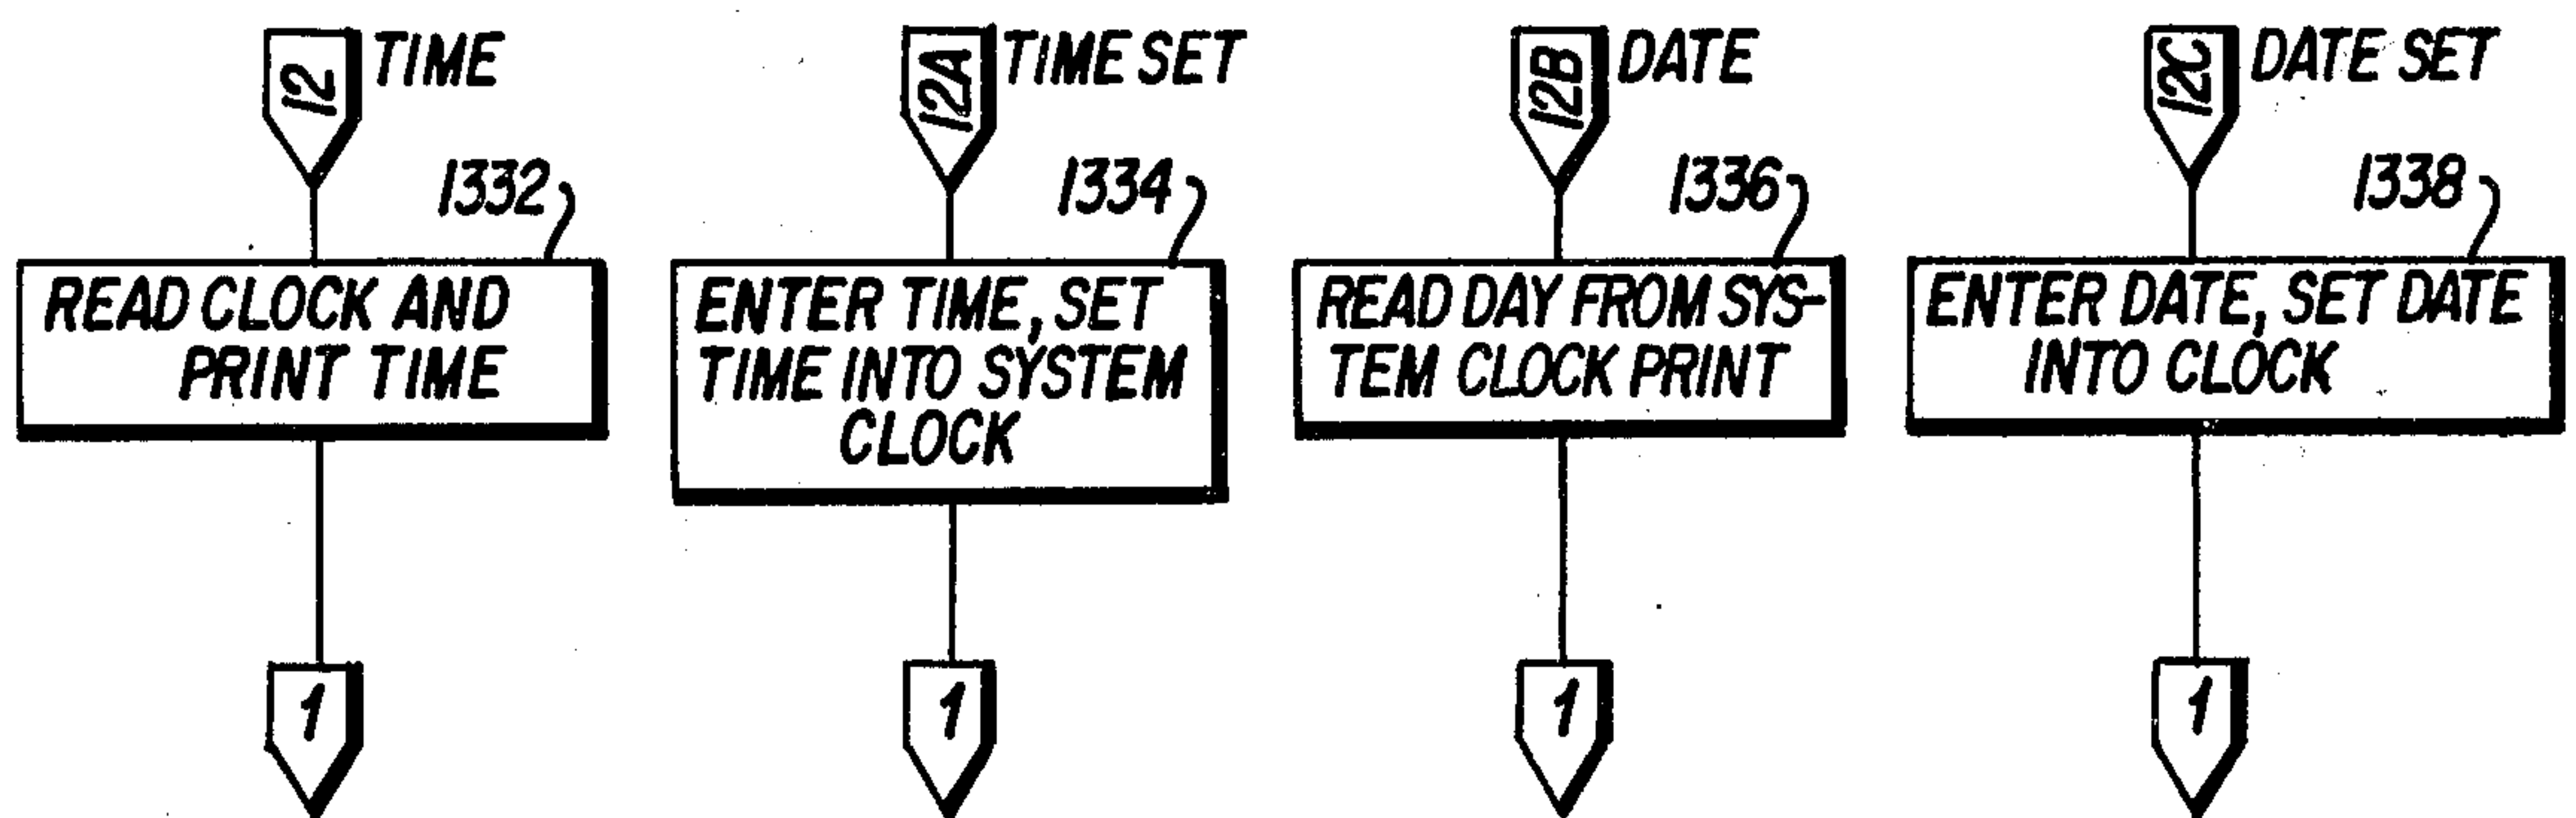 12 TIME
1332
READ CLOCK AND
PRINT TIME
1
12A TIME SET
1334
ENTER TIME, SET
TIME INTO SYSTEM
CLOCK
1
12B DATE
1336
READ DAY FROM SYS-
TEM CLOCK PRINT
1
12C DATE SET
1338
ENTER DATE, SET DATE
INTO CLOCK
1